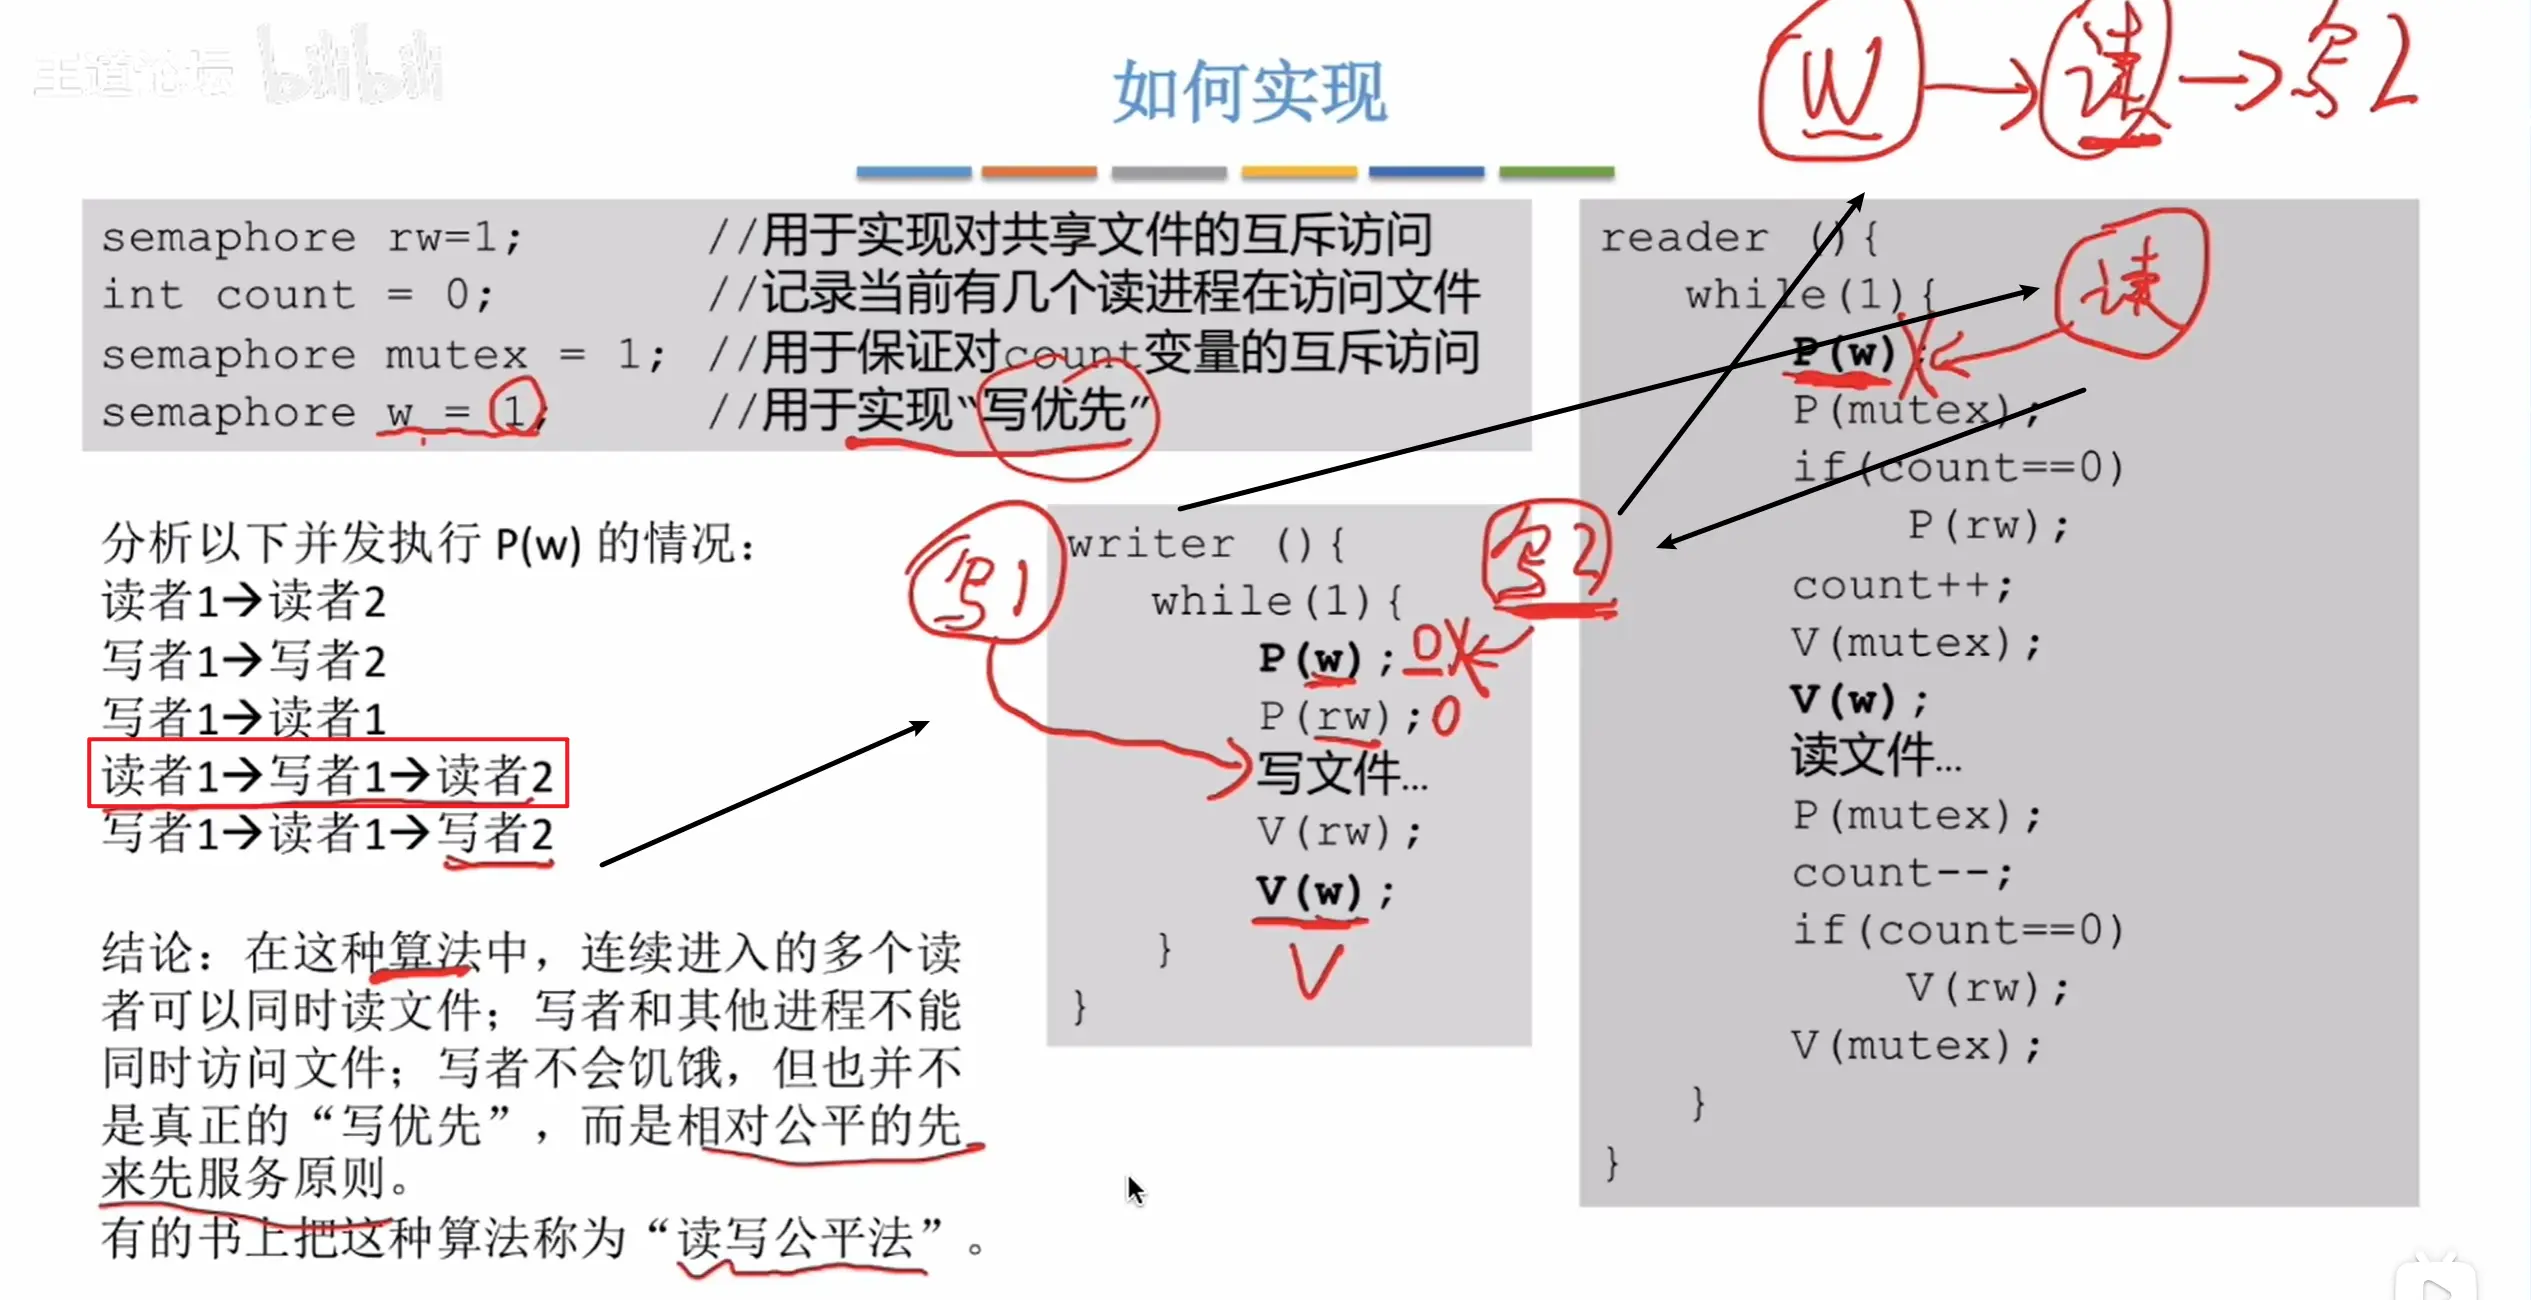 王道论坛 bilibili
如何实现
W → 读 → 写2
semaphore rw=1; //用于实现对共享文件的互斥访问
int count = 0; //记录当前有几个读进程在访问文件
semaphore mutex = 1; //用于保证对count变量的互斥访问
semaphore w = 1; //用于实现“写优先”
分析以下并发执行 P(w) 的情况：
读者1→读者2
写者1→写者2
写者1→读者1
读者1→写者1→读者2
写者1→读者1→写者2
结论：在这种算法中，连续进入的多个读
者可以同时读文件；写者和其他进程不能
同时访问文件；写者不会饥饿，但也并不
是真正的“写优先”，而是相对公平的先
来先服务原则。
有的书上把这种算法称为“读写公平法”。
写1
写2
writer (){
while(1){
P(w); 0
P(rw); 0
写文件…
V(rw);
V(w);
V
}
}
reader (){
读
while(1){
P(w);
P(mutex);
if(count==0)
P(rw);
count++;
V(mutex);
V(w);
读文件…
P(mutex);
count--;
if(count==0)
V(rw);
V(mutex);
}
}